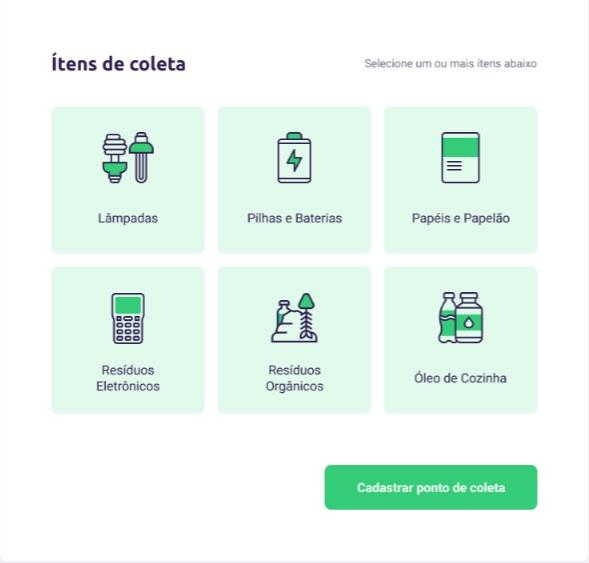 Ítens de coleta
Selecione um ou mais ítens abaixo
Lâmpadas
Pilhas e Baterias
Papéis e Papelão
Resíduos
Eletrônicos
Resíduos
Orgânicos
Óleo de Cozinha
Cadastrar ponto de coleta